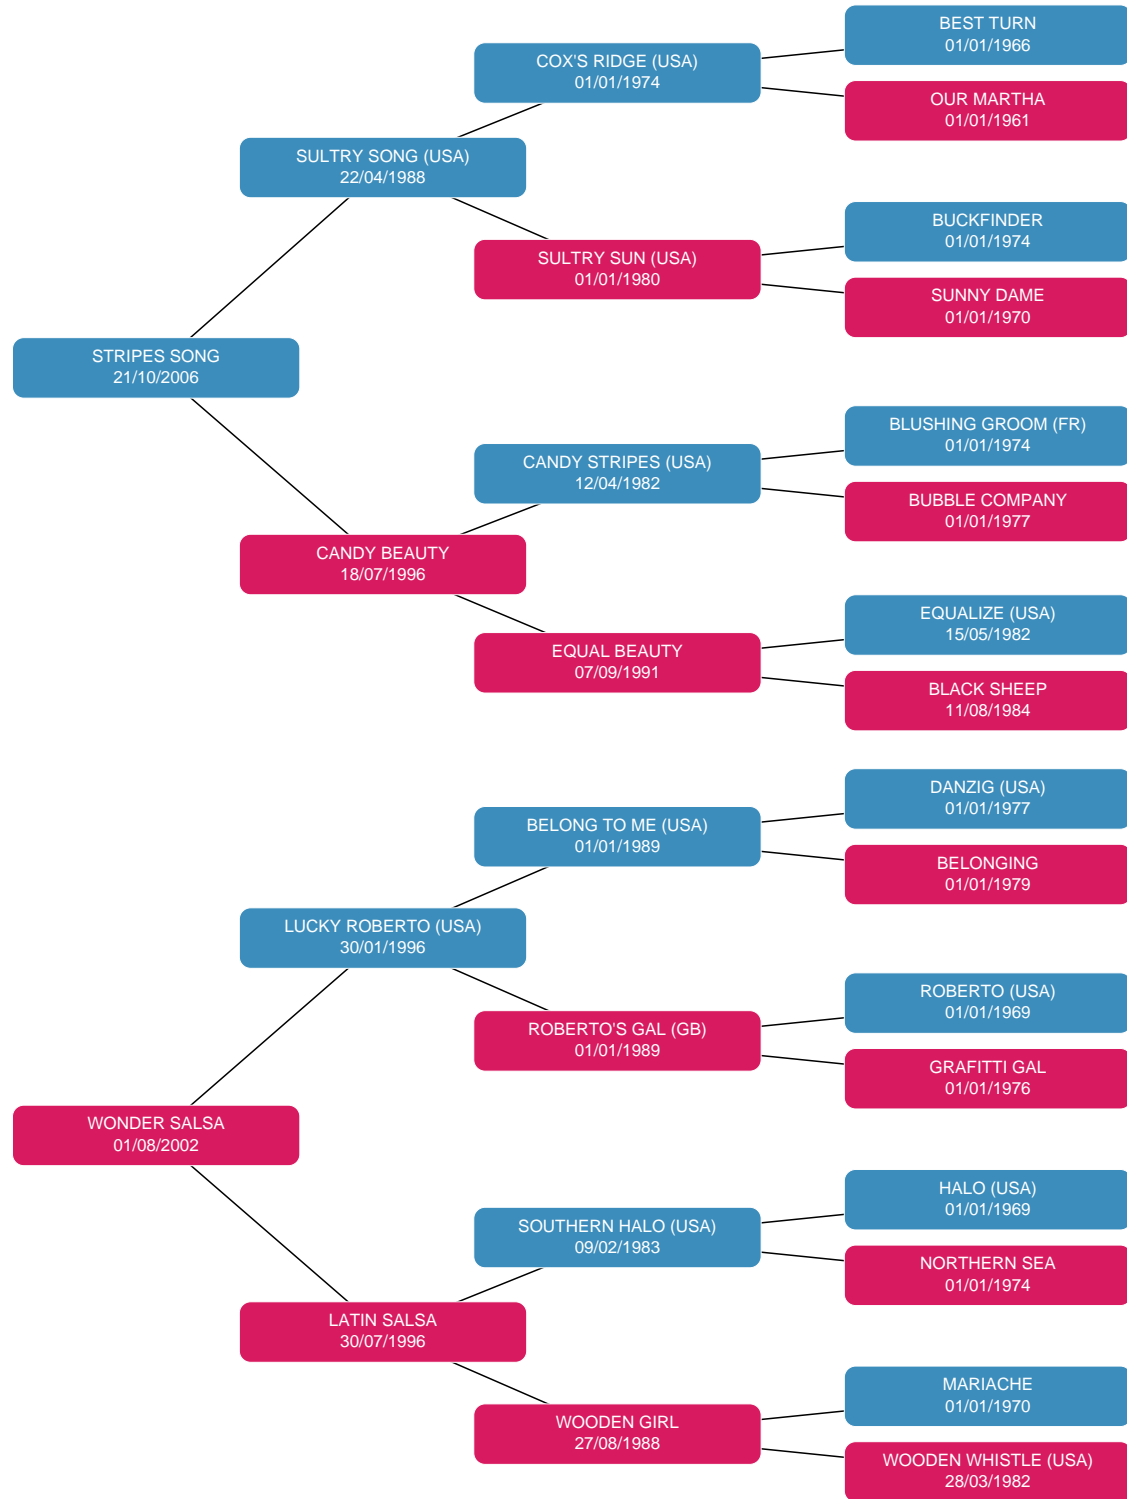 BEST TURN
01/01/1966
COX'S RIDGE (USA)
01/01/1974
OUR MARTHA
01/01/1961
SULTRY SONG (USA)
22/04/1988
BUCKFINDER
01/01/1974
SULTRY SUN (USA)
01/01/1980
SUNNY DAME
01/01/1970
STRIPES SONG
21/10/2006
BLUSHING GROOM (FR)
01/01/1974
CANDY STRIPES (USA)
12/04/1982
BUBBLE COMPANY
01/01/1977
CANDY BEAUTY
18/07/1996
EQUALIZE (USA)
15/05/1982
EQUAL BEAUTY
07/09/1991
BLACK SHEEP
11/08/1984
DANZIG (USA)
01/01/1977
BELONG TO ME (USA)
01/01/1989
BELONGING
01/01/1979
LUCKY ROBERTO (USA)
30/01/1996
ROBERTO (USA)
01/01/1969
ROBERTO'S GAL (GB)
01/01/1989
GRAFITTI GAL
01/01/1976
WONDER SALSA
01/08/2002
HALO (USA)
01/01/1969
SOUTHERN HALO (USA)
09/02/1983
NORTHERN SEA
01/01/1974
LATIN SALSA
30/07/1996
MARIACHE
01/01/1970
WOODEN GIRL
27/08/1988
WOODEN WHISTLE (USA)
28/03/1982